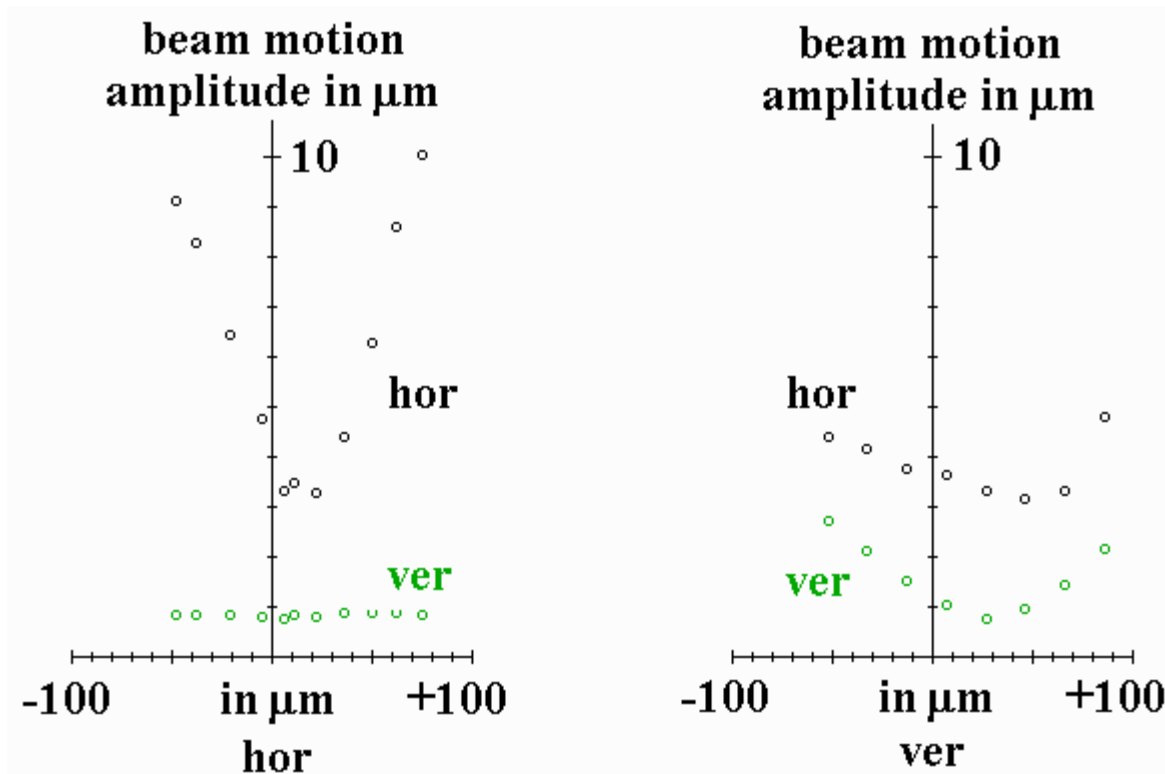 beam motion
amplitude in μm
10
hor
ver
-100 in μm +100
hor
beam motion
amplitude in μm
10
hor
ver
-100 in μm +100
ver